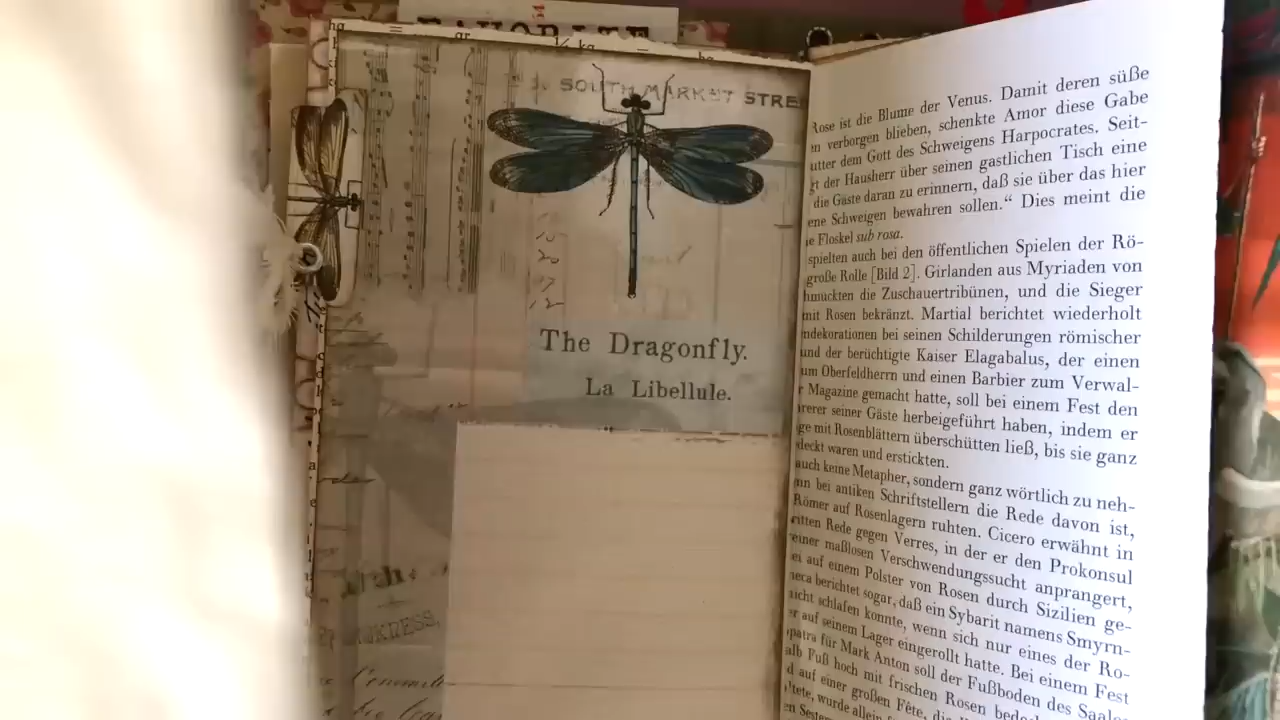 FAVORITE
SOUTH MARKET STRE
The Dragonfly.
La Libellule.
Rose ist die Blume der Venus. Damit deren süße
verborgen blieben, schenkte Amor diese Gabe
dem Gott des Schweigens Harpocrates. Seit-
der Hausherr über seinen gastlichen Tisch eine
die Gäste daran zu erinnern, daß sie über das hier
ene Schweigen bewahren sollen.“ Dies meint die
e Floskel sub rosa.
spielten auch bei den öffentlichen Spielen der Rö-
große Rolle [Bild 2]. Girlanden aus Myriaden von
hmückten die Zuschauertribünen, und die Sieger
mit Rosen bekränzt. Martial berichtet wiederholt
ndekorationen bei seinen Schilderungen römischer
und der berüchtigte Kaiser Elagabalus, der einen
um Oberfeldherrn und einen Barbier zum Verwal-
r Magazine gemacht hatte, soll bei einem Fest den
rerer seiner Gäste herbeigeführt haben, indem er
ge mit Rosenblättern überschütten ließ, bis sie ganz
deckt waren und erstickten.
auch keine Metapher, sondern ganz wörtlich zu neh-
nn bei antiken Schriftstellern die Rede davon ist,
Römer auf Rosenlagern ruhten. Cicero erwähnt in
ritten Rede gegen Verres, in der er den Prokonsul
einer maßlosen Verschwendungssucht anprangert,
ei auf einem Polster von Rosen durch Sizilien ge-
neca berichtet sogar, daß ein Sybarit namens Smyrn-
nicht schlafen konnte, wenn sich nur eines der Ro-
er auf seinem Lager eingerollt hatte. Bei einem Fest
patra für Mark Anton soll der Fußboden des Saales
alb Fuß hoch mit frischen Rosen
d auf einer großen Fête, die
wurde allein